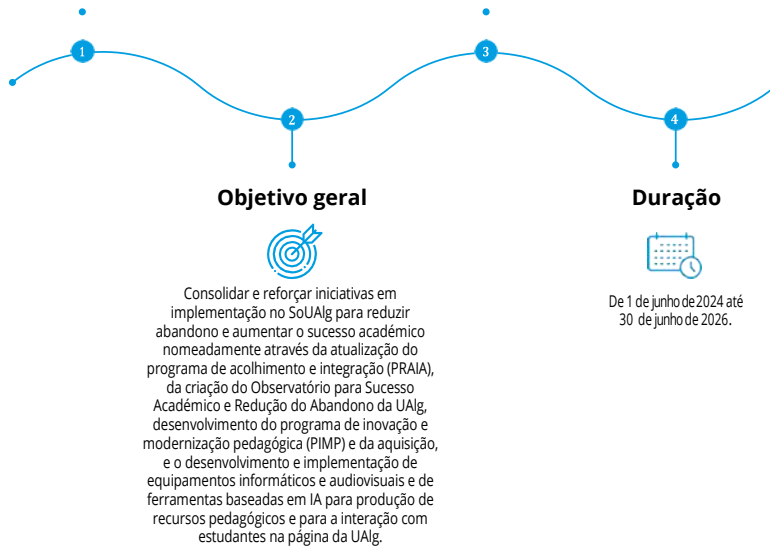 1
3
2
4
Objetivo geral
Consolidar e reforçar iniciativas em
implementação no SoUAlg para reduzir
abandono e aumentar o sucesso académico
nomeadamente através da atualização do
programa de acolhimento e integração (PRAIA),
da criação do Observatório para Sucesso
Académico e Redução do Abandono da UAlg,
desenvolvimento do programa de inovação e
modernização pedagógica (PIMP) e da aquisição,
e o desenvolvimento e implementação de
equipamentos informáticos e audiovisuais e de
ferramentas baseadas em IA para produção de
recursos pedagógicos e para a interação com
estudantes na página da UAlg.
Duração
De 1 de junho de 2024 até
30 de junho de 2026.